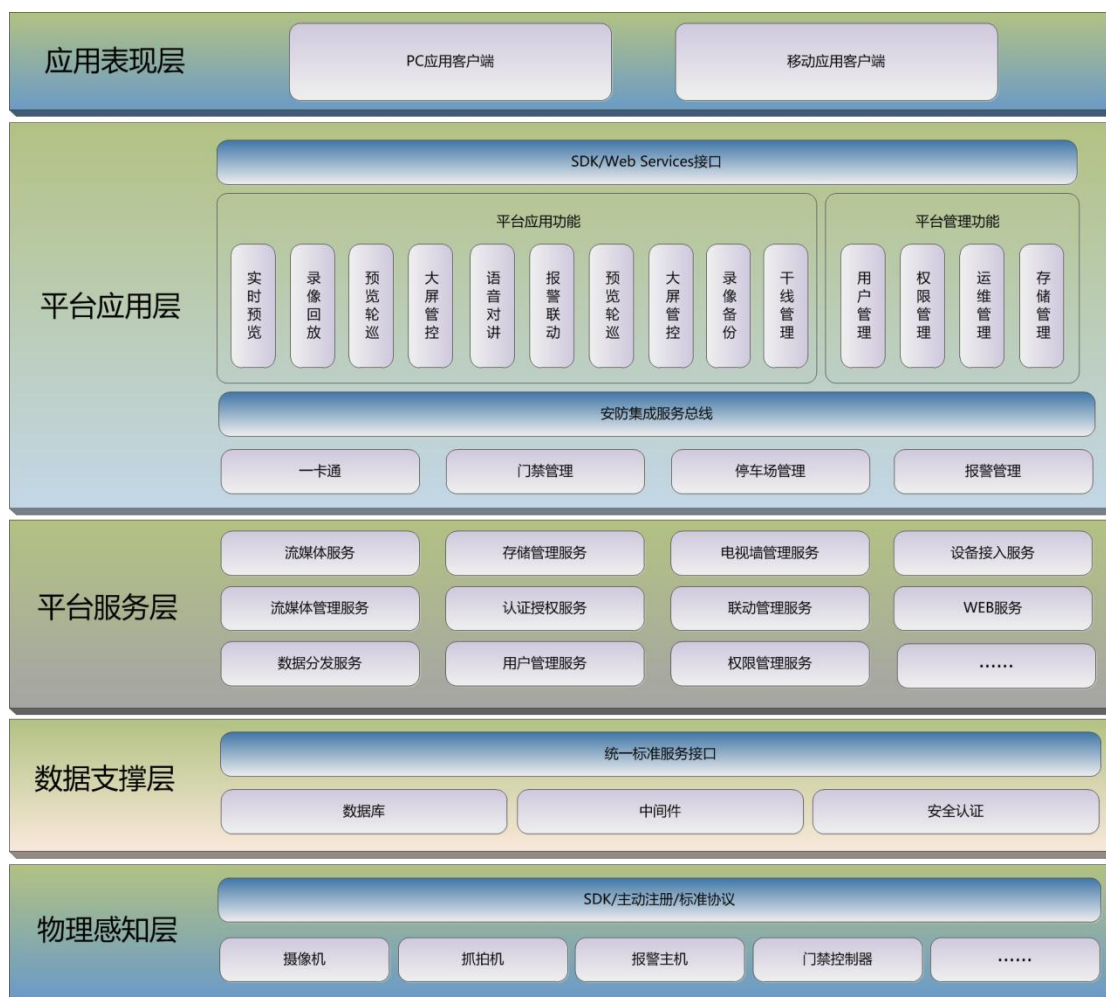 应用表现层
PC应用客户端
移动应用客户端
平台应用层
SDK/Web Services接口
平台应用功能
实时预览
录像回放
预览轮巡
大屏管控
语音对讲
报警联动
预览轮巡
大屏管控
录像备份
干线管理
平台管理功能
用户管理
权限管理
运维管理
存储管理
安防集成服务总线
一卡通
门禁管理
停车场管理
报警管理
平台服务层
流媒体服务
存储管理服务
电视墙管理服务
设备接入服务
流媒体管理服务
认证授权服务
联动管理服务
WEB服务
数据分发服务
用户管理服务
权限管理服务
……
数据支撑层
统一标准服务接口
数据库
中间件
安全认证
物理感知层
SDK/主动注册/标准协议
摄像机
抓拍机
报警主机
门禁控制器
……